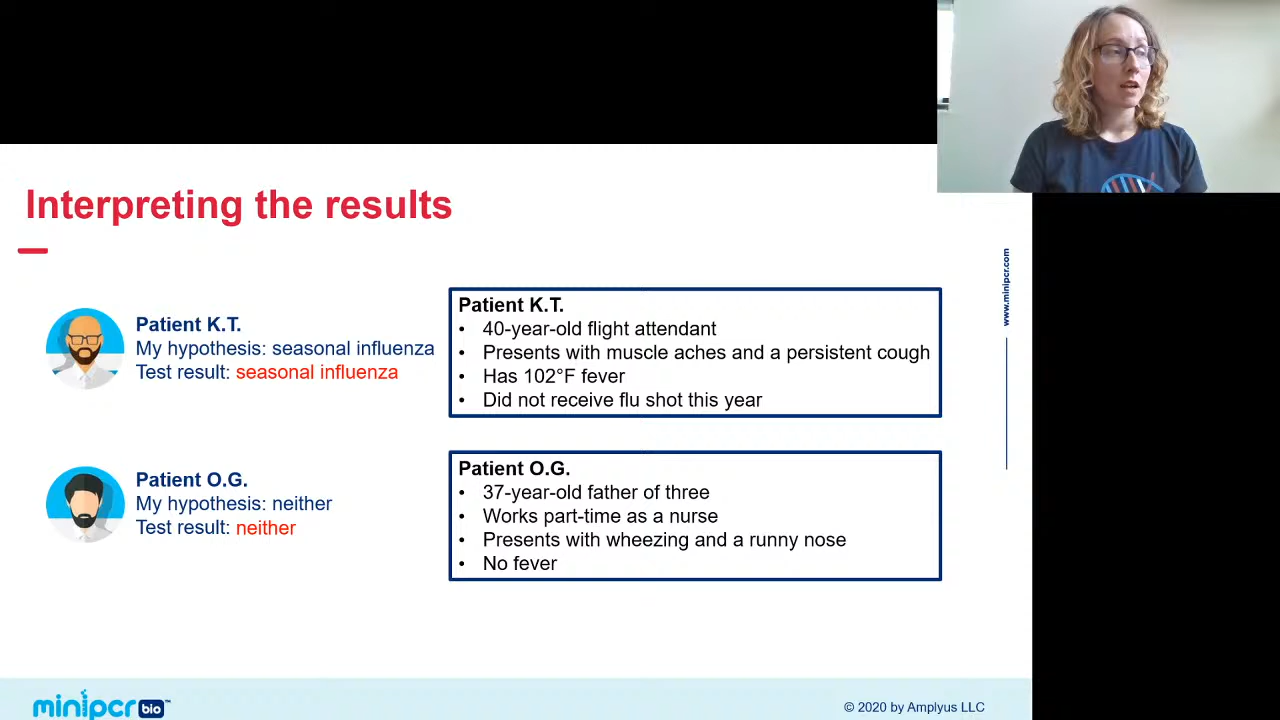 Interpreting the results
www.minipcr.com
Patient K.T.
My hypothesis: seasonal influenza
Test result: seasonal influenza
Patient K.T.
• 40-year-old flight attendant
• Presents with muscle aches and a persistent cough
• Has 102°F fever
• Did not receive flu shot this year
Patient O.G.
My hypothesis: neither
Test result: neither
Patient O.G.
• 37-year-old father of three
• Works part-time as a nurse
• Presents with wheezing and a runny nose
• No fever
minipcr bio™
© 2020 by Amplyus LLC